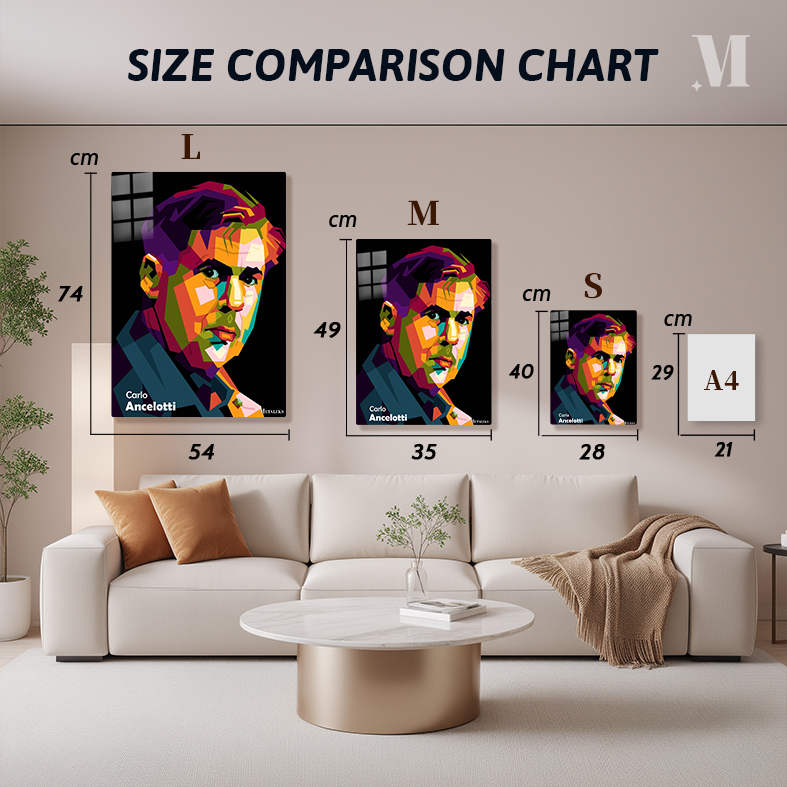 SIZE COMPARISON CHART
M
cm
L
74
54
Carlo
Ancelotti
cm
M
49
35
Carlo
Ancelotti
cm
S
40
28
Carlo
Ancelotti
cm
29
A4
21